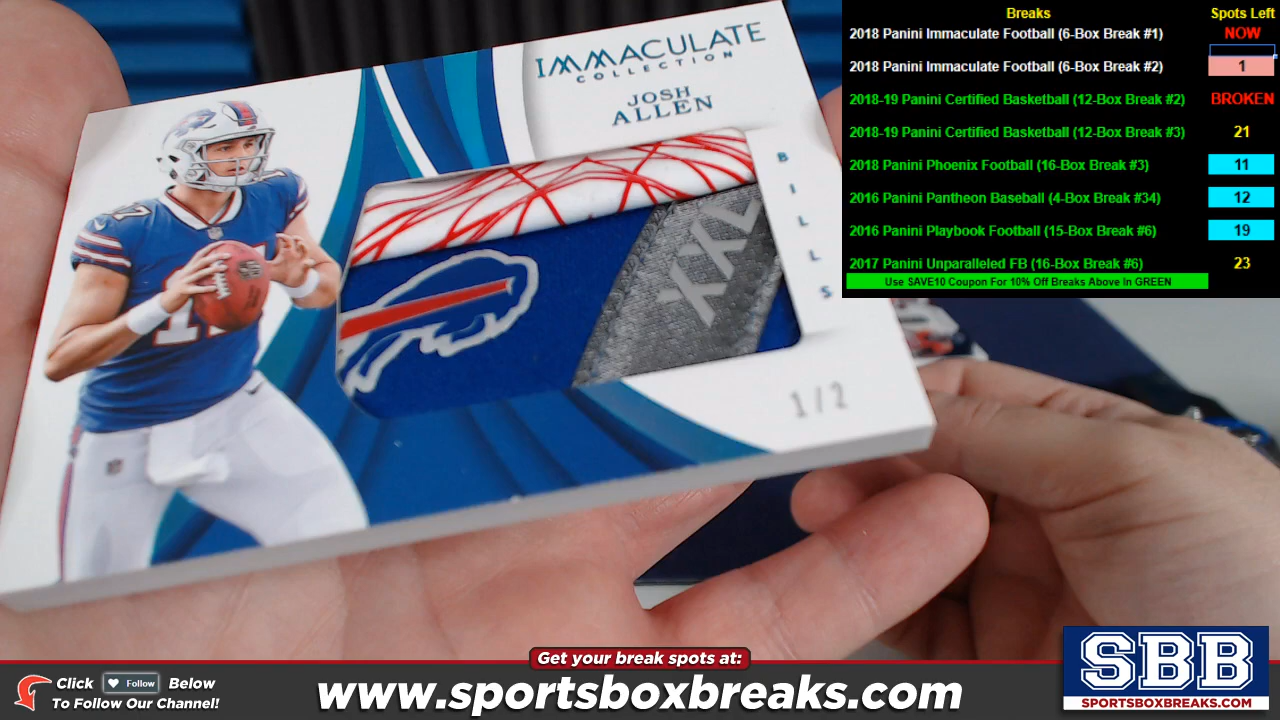 IMMACULATE
COLLECTION
JOSH
ALLEN
BILLS
XXL
17
1/2
Breaks Spots Left
2018 Panini Immaculate Football (6-Box Break #1) NOW
2018 Panini Immaculate Football (6-Box Break #2) 1
2018-19 Panini Certified Basketball (12-Box Break #2) BROKEN
2018-19 Panini Certified Basketball (12-Box Break #3) 21
2018 Panini Phoenix Football (16-Box Break #3) 11
2016 Panini Pantheon Baseball (4-Box Break #34) 12
2016 Panini Playbook Football (15-Box Break #6) 19
2017 Panini Unparalleled FB (16-Box Break #6) 23
Use SAVE10 Coupon For 10% Off Breaks Above In GREEN
Get your break spots at:
Click Follow Below
To Follow Our Channel!
www.sportsboxbreaks.com
SBB
SPORTSBOXBREAKS.COM